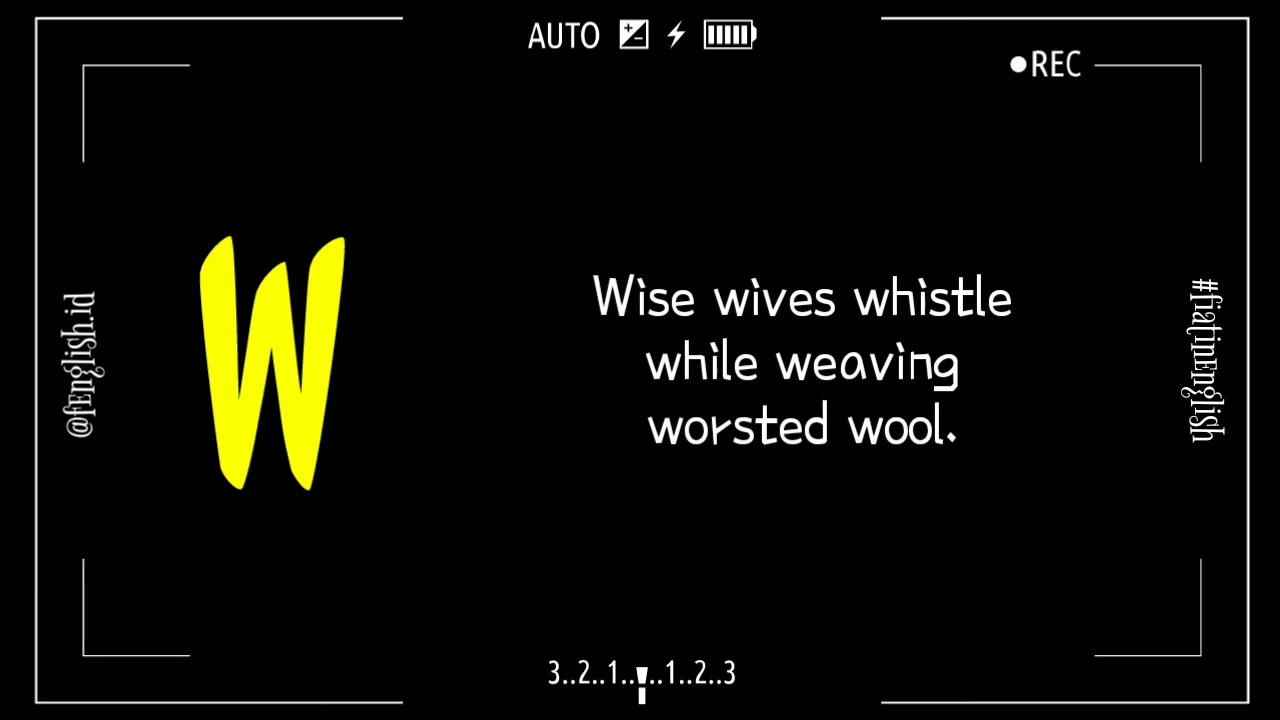 AUTO
REC
W
Wise wives whistle
while weaving
worsted wool.
@fEnglish.id
#fiatinEnglish
3..2..1..'..1..2..3